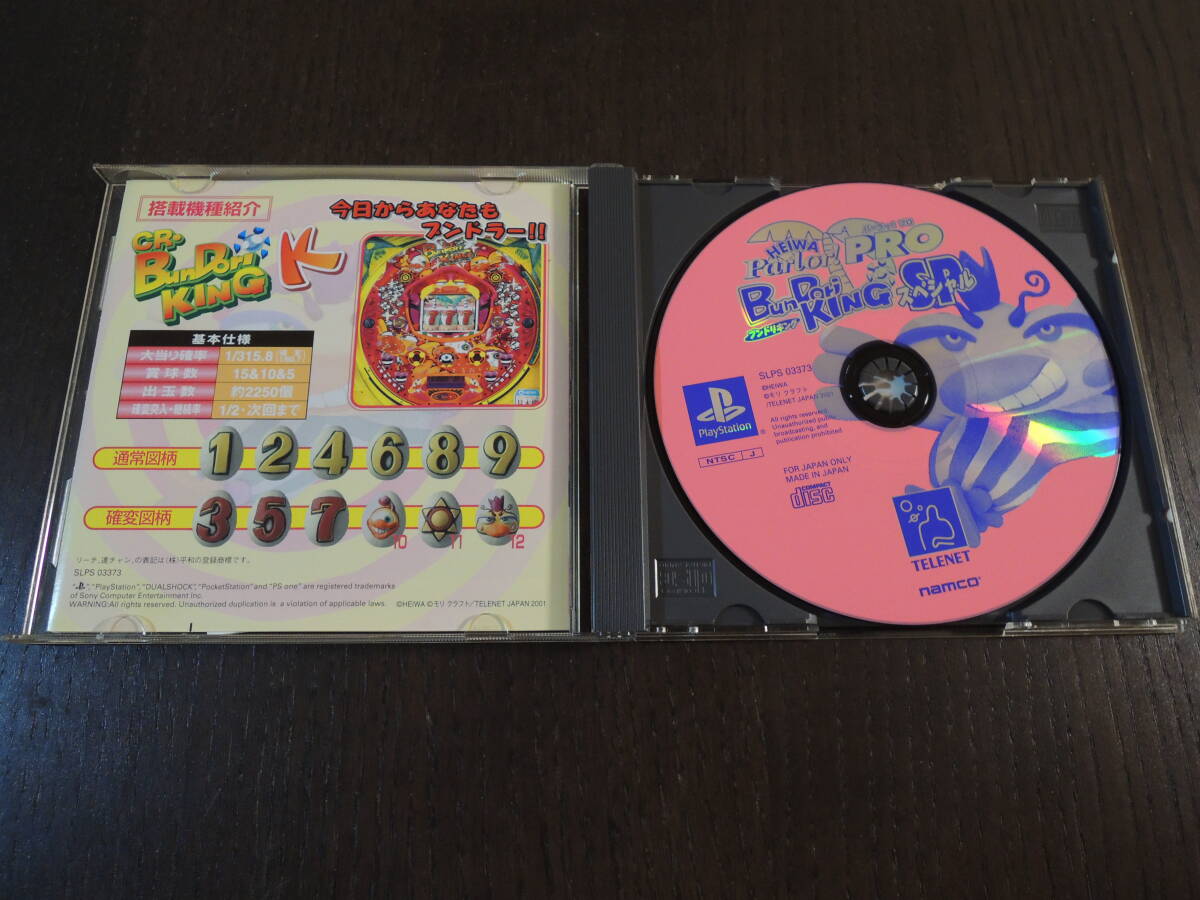 搭載機種紹介
今日からあなたも
ブンドラー!!
CR・
BunDori
KING
K
基本仕様
大当り確率 1/315.8
賞球数 15&10&5
出玉数 約2250個
確変突入・継続率 1/2・次回まで
通常図柄 1 2 4 6 8 9
確変図柄 3 5 7 10 11 12
リーチ、連チャン、の表記は(株)平和の登録商標です。
SLPS 03373
"PlayStation", "DUALSHOCK", "PocketStation" and "PS one" are registered trademarks
of Sony Computer Entertainment Inc.
WARNING:All rights reserved. Unauthorized duplication is a violation of applicable laws. ©HEIWA ©モリ クラフト/TELENET JAPAN 2001
HEIWA
Parlor! PRO
BunDori
KING SP
ブンドリキング
スペシャル
SLPS 03373
©HEIWA
©モリ クラフト
/TELENET JAPAN 2001
All rights reserved.
Unauthorized public
broadcasting, and
publication prohibited.
PlayStation
®
NTSC J
FOR JAPAN ONLY
MADE IN JAPAN
COMPACT
disc
TELENET
namco